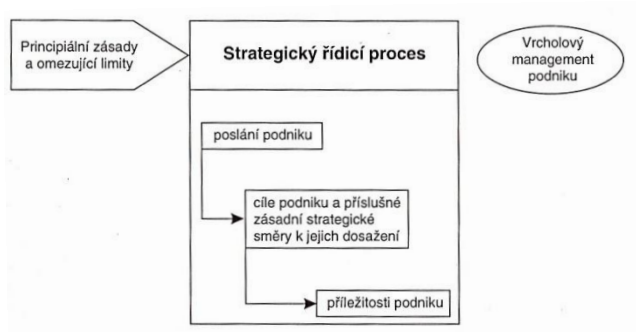 Principiální zásady
a omezující limity
Strategický řídicí proces
Vrcholový
management
podniku
poslání podniku
cíle podniku a příslušné
zásadní strategické
směry k jejich dosažení
příležitosti podniku